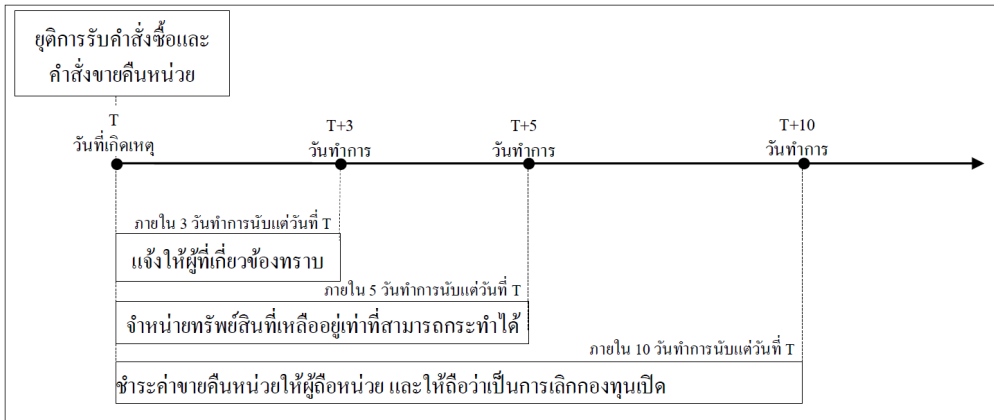 ยุติการรับคำสั่งซื้อและ
คำสั่งขายคืนหน่วย
T
วันที่เกิดเหตุ
T+3
วันทำการ
T+5
วันทำการ
T+10
วันทำการ
ภายใน 3 วันทำการนับแต่วันที่ T
แจ้งให้ผู้ที่เกี่ยวข้องทราบ
ภายใน 5 วันทำการนับแต่วันที่ T
จำหน่ายทรัพย์สินที่เหลืออยู่เท่าที่สามารถกระทำได้
ภายใน 10 วันทำการนับแต่วันที่ T
ชำระค่าขายคืนหน่วยให้ผู้ถือหน่วย และให้ถือว่าเป็นการเลิกกองทุนเปิด